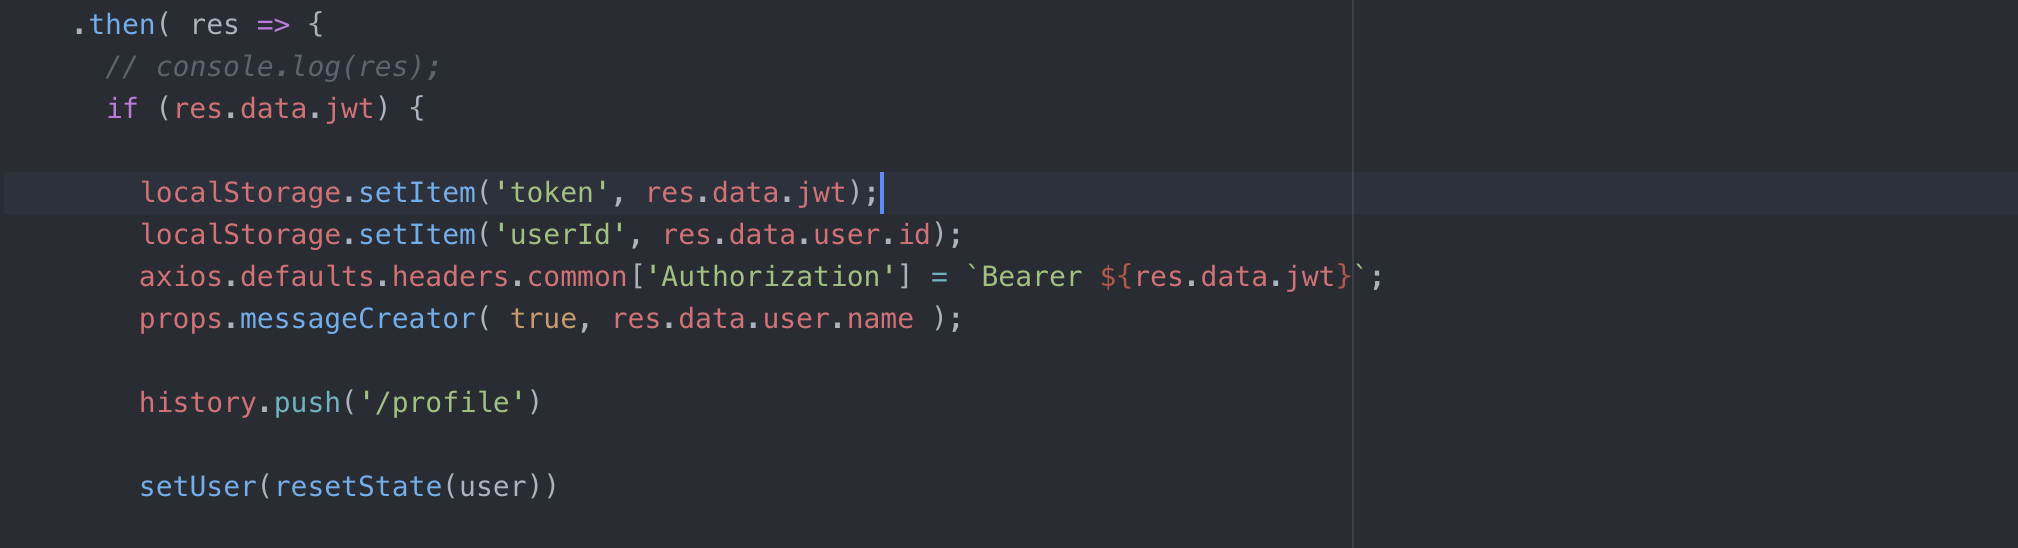 .then( res => {
// console.log(res);
if (res.data.jwt) {
localStorage.setItem('token', res.data.jwt);
localStorage.setItem('userId', res.data.user.id);
axios.defaults.headers.common['Authorization'] = `Bearer ${res.data.jwt}`;
props.messageCreator( true, res.data.user.name );
history.push('/profile')
setUser(resetState(user))